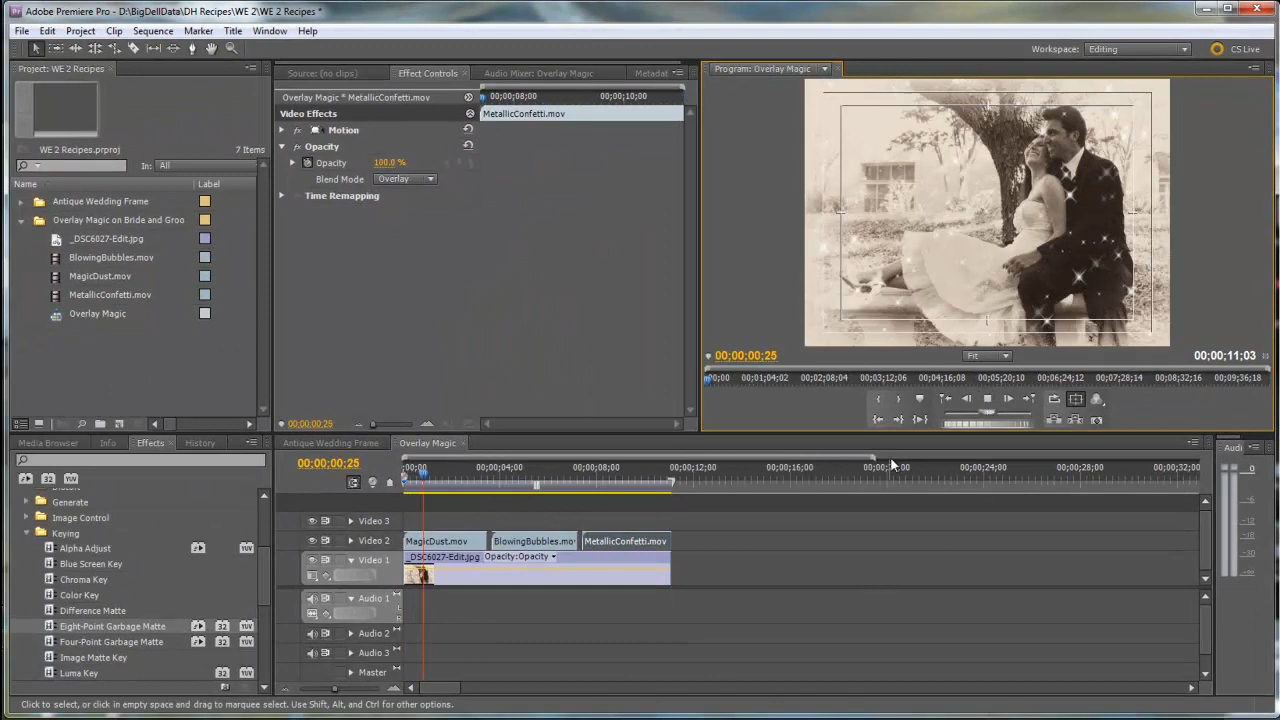 Adobe Premiere Pro - D:\BigDellData\DH Recipes\WE 2\WE 2 Recipes *
File Edit Project Clip Sequence Marker Title Window Help
Workspace: Editing CS Live
Project: WE 2 Recipes
WE 2 Recipes.prproj
7 Items
In: All
Name Label
Antique Wedding Frame
Overlay Magic on Bride and Groo
_DSC6027-Edit.jpg
BlowingBubbles.mov
MagicDust.mov
MetallicConfetti.mov
Overlay Magic
Source: (no clips) Effect Controls Audio Mixer: Overlay Magic Metadat
Overlay Magic * MetallicConfetti.mov
00;00;08;00 00;00;10;00
Video Effects
MetallicConfetti.mov
Motion
Opacity
Opacity 100.0 %
Blend Mode Overlay
Time Remapping
00;00;00;25
Program: Overlay Magic
00;00;00;25 Fit 00;00;11;03
;00;00 00;01;04;02 00;02;08;04 00;03;12;06 00;04;16;08 00;05;20;10 00;06;24;12 00;07;28;14 00;08;32;16 00;09;36;18
Media Browser Info Effects History
32 YUV
Generate
Image Control
Keying
Alpha Adjust
Blue Screen Key
Chroma Key
Color Key
Difference Matte
Eight-Point Garbage Matte 32 YUV
Four-Point Garbage Matte 32 YUV
Image Matte Key
Luma Key 32 YUV
Antique Wedding Frame Overlay Magic
00;00;00;25
;00;00 00;00;04;00 00;00;08;00 00;00;12;00 00;00;16;00 00;00;24;00 00;00;28;00 00;00;32;00
Video 3
Video 2 MagicDust.mov BlowingBubbles.mo MetallicConfetti.mov
Video 1 _DSC6027-Edit.jpg Opacity:Opacity
Audio 1
Audio 2
Audio 3
Master
Audi
0
-6
-12
-18
-30
Click to select, or click in empty space and drag to marquee select. Use Shift, Alt, and Ctrl for other options.